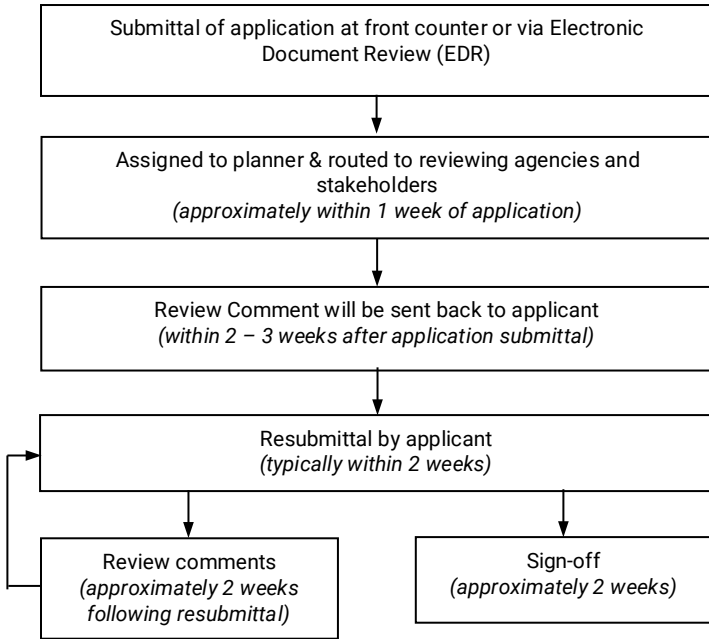 Submittal of application at front counter or via Electronic
Document Review (EDR)
Assigned to planner & routed to reviewing agencies and
stakeholders
(approximately within 1 week of application)
Review Comment will be sent back to applicant
(within 2 – 3 weeks after application submittal)
Resubmittal by applicant
(typically within 2 weeks)
Review comments
(approximately 2 weeks
following resubmittal)
Sign-off
(approximately 2 weeks)